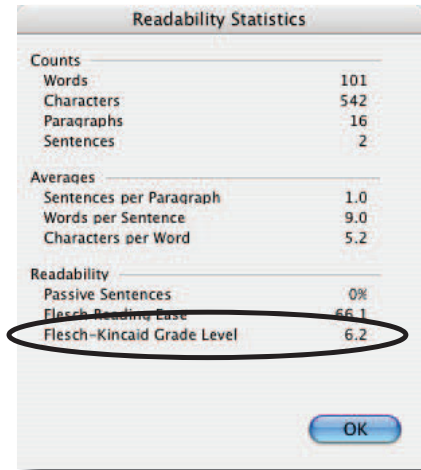 Readability Statistics
Counts
Words 101
Characters 542
Paragraphs 16
Sentences 2
Averages
Sentences per Paragraph 1.0
Words per Sentence 9.0
Characters per Word 5.2
Readability
Passive Sentences 0%
Flesch Reading Ease 66.1
Flesch-Kincaid Grade Level 6.2
OK